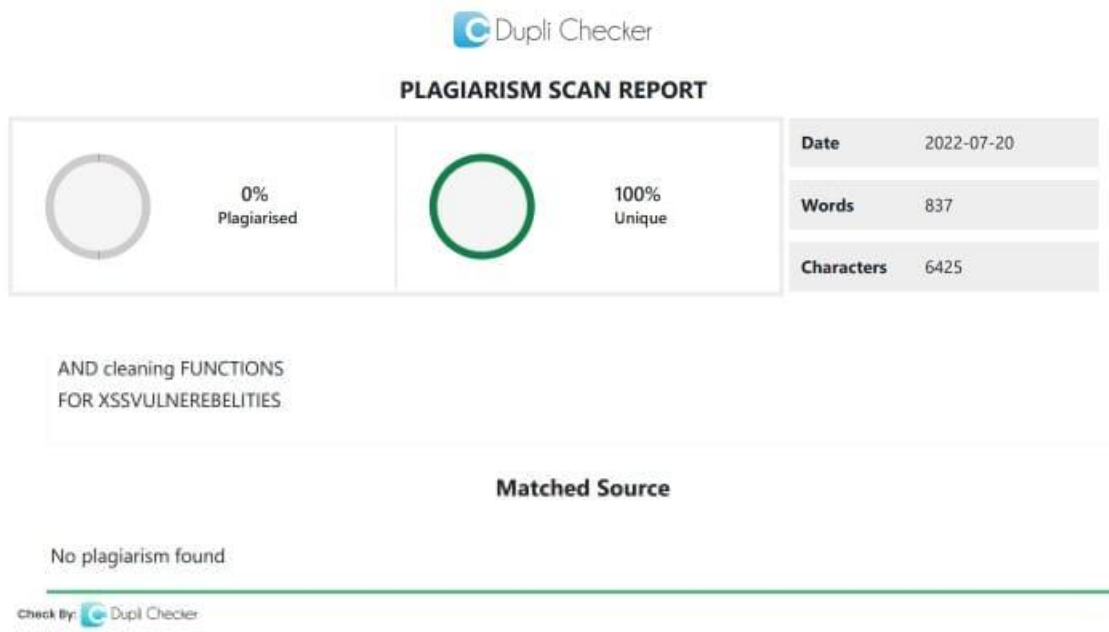 Dupli Checker
PLAGIARISM SCAN REPORT
0%
Plagiarised
100%
Unique
Date 2022-07-20
Words 837
Characters 6425
AND cleaning FUNCTIONS
FOR XSSVULNEREBELITIES
Matched Source
No plagiarism found
Check By: Dupli Checker